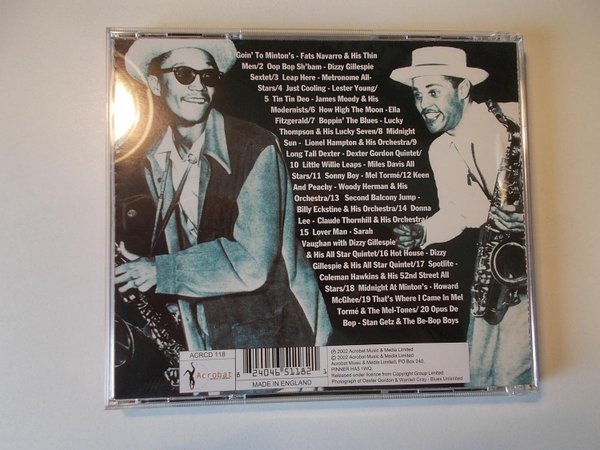 Goin' To Minton's - Fats Navarro & His Thin
Men/2 Oop Bop Sh'bam - Dizzy Gillespie
Sextet/3 Leap Here - Metronome All-
Stars/4 Just Cooling - Lester Young/
5 Tin Tin Deo - James Moody & His
Modernists/6 How High The Moon - Ella
Fitzgerald/7 Boppin' The Blues - Lucky
Thompson & His Lucky Seven/8 Midnight
Sun - Lionel Hampton & His Orchestra/9
Long Tall Dexter - Dexter Gordon Quintet/
10 Little Willie Leaps - Miles Davis All
Stars/11 Sonny Boy - Mel Tormé/12 Keen
And Peachy - Woody Herman & His
Orchestra/13 Second Balcony Jump -
Billy Eckstine & His Orchestra/14 Donna
Lee - Claude Thornhill & His Orchestra/
15 Lover Man - Sarah
Vaughan with Dizzy Gillespie
& His All Star Quintet/16 Hot House - Dizzy
Gillespie & His All Star Quintet/17 Spotlite -
Coleman Hawkins & His 52nd Street All
Stars/18 Midnight At Minton's - Howard
McGhee/19 That's Where I Came In Mel
Tormé & The Mel-Tones/ 20 Opus De
Bop - Stan Getz & The Be-Bop Boys
ACRCD 118
Acrobat
8 24046 51182 3
MADE IN ENGLAND
℗ 2002 Acrobat Music & Media Limited
© 2002 Acrobat Music & Media Limited.
Acrobat Music & Media Limited, PO Box 240,
PINNER HA5 1WQ.
Released under licence from Copyright Group Limited
Photograph of Dexter Gordon & Wardell Gray - Blues Unlimited